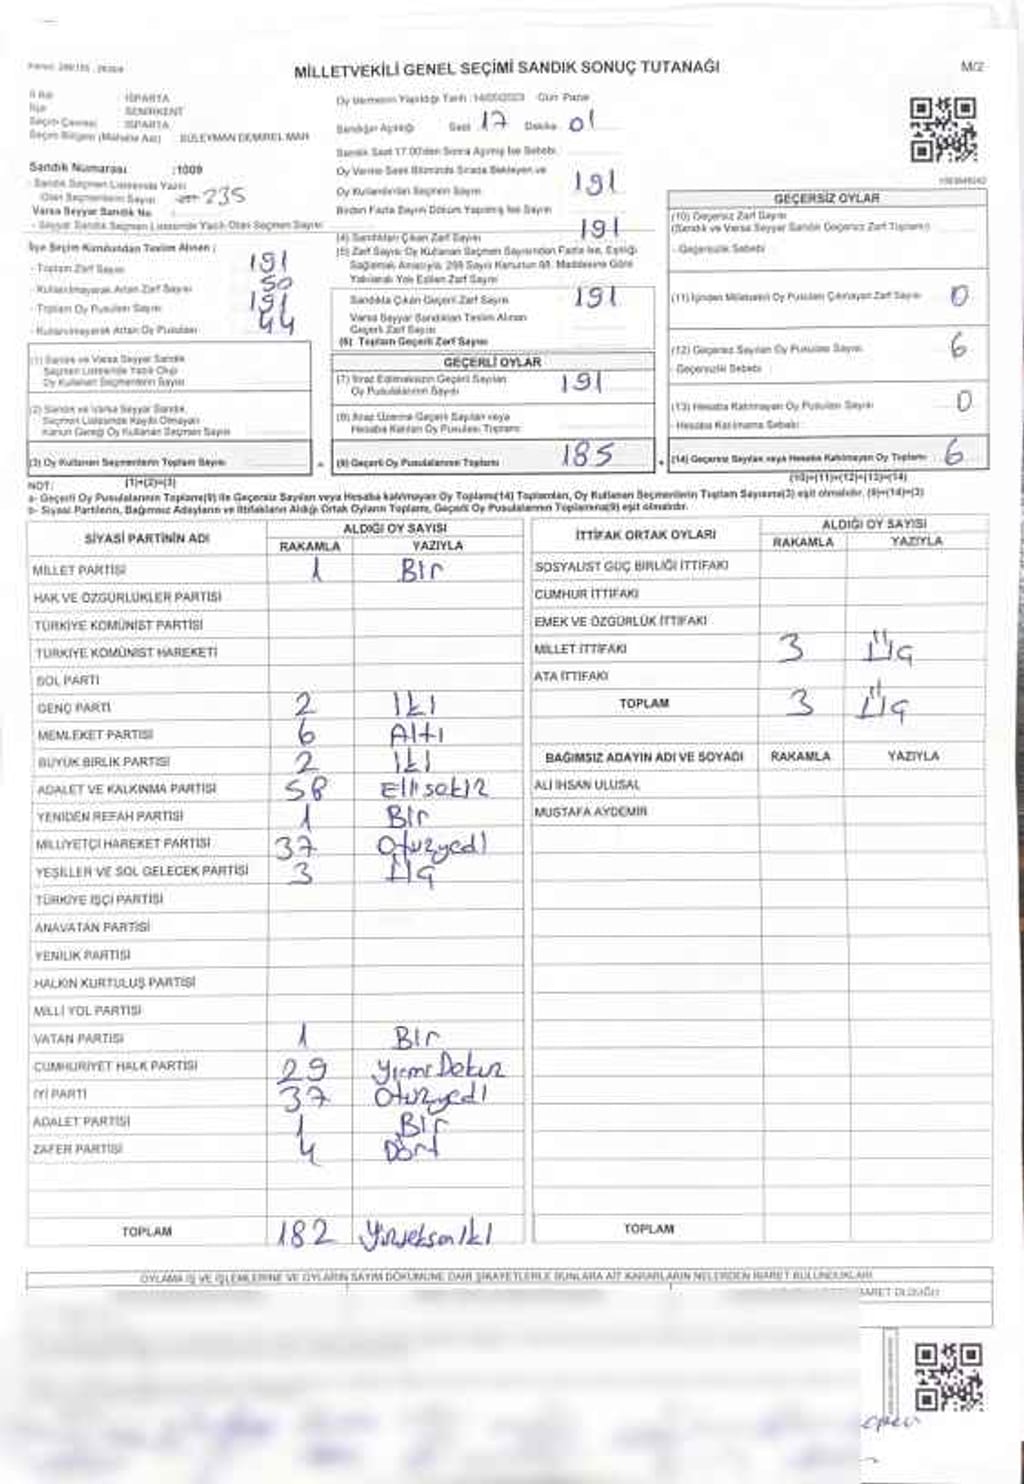 MİLLETVEKİLİ GENEL SEÇİMİ SANDIK SONUÇ TUTANAĞI
M/2
İli : ISPARTA
İlçe : SENİRKENT
Seçim Çevresi : ISPARTA
Seçim Bölgesi (Mahalle Adı) : SÜLEYMAN DEMİREL MAH
Sandık Numarası :1009
- Sandık Seçmen Listesinde Yazılı
Olan Seçmenlerin Sayısı 235
Varsa Seyyar Sandık No
- Seyyar Sandık Seçmen Listesinde Yazılı Olan Seçmen Sayısı
İlçe Seçim Kurulundan Teslim Alınan ;
- Toplam Zarf Sayısı 191
- Kullanılmayarak Artan Zarf Sayısı 50
- Toplam Oy Pusulası Sayısı 191
- Kullanılmayarak Artan Oy Pusulası 44
(1) Sandık ve Varsa Seyyar Sandık
Seçmen Listesinde Yazılı Olup
Oy Kullanan Seçmenlerin Sayısı
(2) Sandık ve Varsa Seyyar Sandık
Seçmen Listesinde Kaydı Olmayan
Kanun Gereği Oy Kullanan Seçmen Sayısı
(3) Oy Kullanan Seçmenlerin Toplam Sayısı
(1)+(2)=(3)
Oy Vermenin Yapıldığı Tarih :14/05/2023 Gün Pazar
Sandığın Açıldığı Saat 17 Dakika 01
Sandık Saat 17.00'den Sonra Açılmış İse Sebebi
Oy Verme Saati Bitiminde Sırada Bekleyen ve
Oy Kullandırılan Seçmen Sayısı 191
Birden Fazla Sayım Döküm Yapılmış İse Sayısı
(4) Sandıktan Çıkan Zarf Sayısı 191
(5) Zarf Sayısı Oy Kullanan Seçmen Sayısından Fazla İse, Eşitliği
Sağlamak Amacıyla, 298 Sayılı Kanunun 98. Maddesine Göre
Yakılarak Yok Edilen Zarf Sayısı
Sandıkta Çıkan Geçerli Zarf Sayısı 191
Varsa Seyyar Sandıktan Teslim Alınan
Geçerli Zarf Sayısı
(6) Toplam Geçerli Zarf Sayısı
GEÇERLİ OYLAR
(7) İtiraz Edilmeksizin Geçerli Sayılan
Oy Pusulalarının Sayısı 191
(8) İtiraz Üzerine Geçerli Sayılan veya
Hesaba Katılan Oy Pusulası Toplamı
(9) Geçerli Oy Pusulalarının Toplamı 185
GEÇERSİZ OYLAR
(10) Geçersiz Zarf Sayısı
(Sandık ve Varsa Seyyar Sandık Geçersiz Zarf Toplamı)
- Geçersizlik Sebebi
(11) İçinden Milletvekili Oy Pusulası Çıkmayan Zarf Sayısı 0
(12) Geçersiz Sayılan Oy Pusulası Sayısı 6
- Geçersizlik Sebebi
(13) Hesaba Katılmayan Oy Pusulası Sayısı 0
- Hesaba Katılmama Sebebi
(14) Geçersiz Sayılan veya Hesaba Katılmayan Oy Toplamı 6
(10)+(11)+(12)+(13)=(14)
NOT:
a- Geçerli Oy Pusulalarının Toplamı(9) ile Geçersiz Sayılan veya Hesaba katılmayan Oy Toplamı(14) Toplamları, Oy Kullanan Seçmenlerin Toplam Sayısına(3) eşit olmalıdır. (9)+(14)=(3)
b- Siyasi Partilerin, Bağımsız Adayların ve İttifakların Aldığı Ortak Oyların Toplamı, Geçerli Oy Pusulalarının Toplamına(9) eşit olmalıdır.
SİYASİ PARTİNİN ADI ALDIĞI OY SAYISI
RAKAMLA YAZIYLA
MİLLET PARTİSİ 1 Bir
HAK VE ÖZGÜRLÜKLER PARTİSİ
TÜRKİYE KOMÜNİST PARTİSİ
TÜRKİYE KOMÜNİST HAREKETİ
SOL PARTİ
GENÇ PARTİ 2 İki
MEMLEKET PARTİSİ 6 Altı
BÜYÜK BİRLİK PARTİSİ 2 İki
ADALET VE KALKINMA PARTİSİ 58 Ellisekiz
YENİDEN REFAH PARTİSİ 1 Bir
MİLLİYETÇİ HAREKET PARTİSİ 37 Otuzyedi
YEŞİLLER VE SOL GELECEK PARTİSİ 3 Üç
TÜRKİYE İŞÇİ PARTİSİ
ANAVATAN PARTİSİ
YENİLİK PARTİSİ
HALKIN KURTULUŞ PARTİSİ
MİLLİ YOL PARTİSİ
VATAN PARTİSİ 1 Bir
CUMHURİYET HALK PARTİSİ 29 Yirmi Dokuz
İYİ PARTİ 37 Otuzyedi
ADALET PARTİSİ 1 Bir
ZAFER PARTİSİ 4 Dört
TOPLAM 182 Yüzseksen İki
İTTİFAK ORTAK OYLARI ALDIĞI OY SAYISI
RAKAMLA YAZIYLA
SOSYALİST GÜÇ BİRLİĞİ İTTİFAKI
CUMHUR İTTİFAKI
EMEK VE ÖZGÜRLÜK İTTİFAKI
MİLLET İTTİFAKI 3 Üç
ATA İTTİFAKI
TOPLAM 3 Üç
BAĞIMSIZ ADAYIN ADI VE SOYADI RAKAMLA YAZIYLA
ALİ İHSAN ULUSAL
MUSTAFA AYDEMİR
TOPLAM
OYLAMA İŞ VE İŞLEMLERİNE VE OYLARIN SAYIM DÖKÜMÜNE DAİR ŞİKAYETLERLE BUNLARA AİT KARARLARIN NELERDEN İBARET BULUNDUKLARI